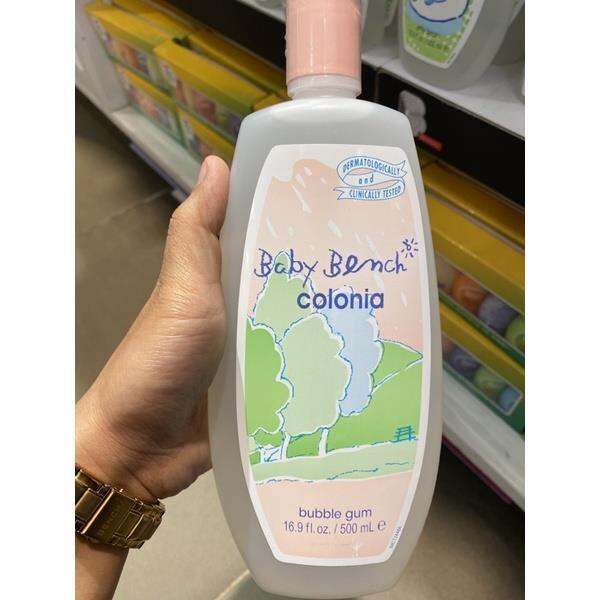 DERMATOLOGICALLY
and
CLINICALLY TESTED
Baby Bench
b
colonia
bubble gum
16.9 fl. oz. / 500 mL e